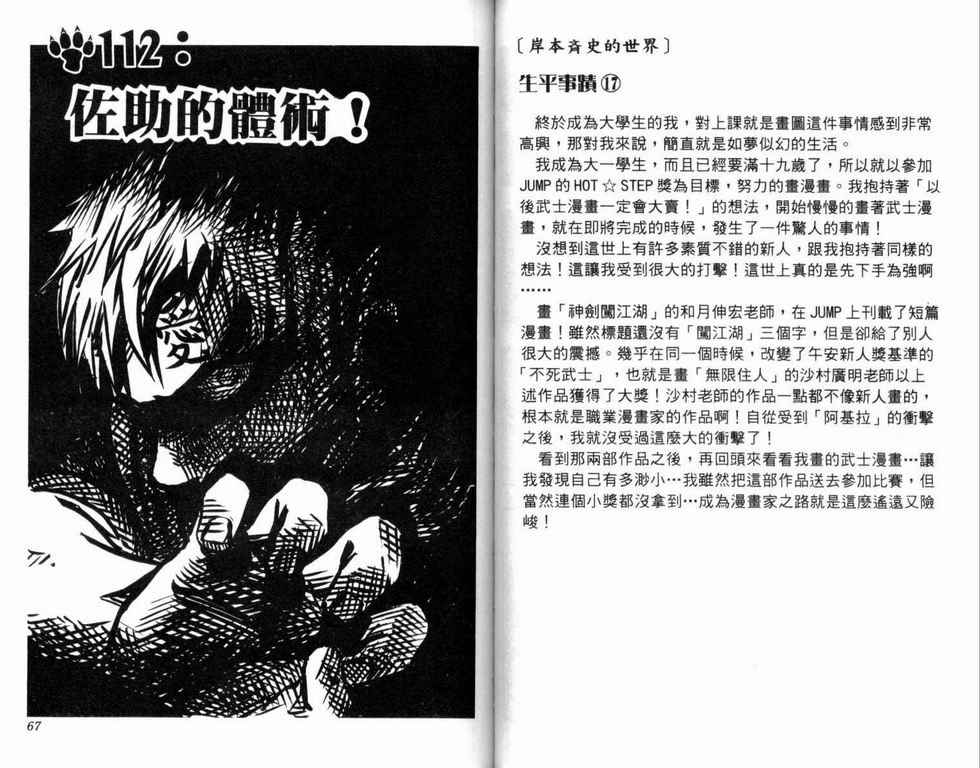 112：
佐助的體術！
愛
67
〔岸本斉史的世界〕
生平事蹟⑰
終於成為大學生的我，對上課就是畫圖這件事情感到非常
高興，那對我來說，簡直就是如夢似幻的生活。
我成為大一學生，而且已經要滿十九歲了，所以就以參加
JUMP的HOT☆STEP獎為目標，努力的畫漫畫。我抱持著「以
後武士漫畫一定會大賣！」的想法，開始慢慢的畫著武士漫
畫，就在即將完成的時候，發生了一件驚人的事情！
沒想到這世上有許多素質不錯的新人，跟我抱持著同樣的
想法！這讓我受到很大的打擊！這世上真的是先下手為強啊
……
畫「神劍闖江湖」的和月伸宏老師，在JUMP上刊載了短篇
漫畫！雖然標題還沒有「闖江湖」三個字，但是卻給了別人
很大的震撼。幾乎在同一個時候，改變了午安新人獎基準的
「不死武士」，也就是畫「無限住人」的沙村廣明老師以上
述作品獲得了大獎！沙村老師的作品一點都不像新人畫的，
根本就是職業漫畫家的作品啊！自從受到「阿基拉」的衝擊
之後，我就沒受過這麼大的衝擊了！
看到那兩部作品之後，再回頭來看看我畫的武士漫畫…讓
我發現自己有多渺小…我雖然把這部作品送去參加比賽，但
當然連個小獎都沒拿到…成為漫畫家之路就是這麼遙遠又險
峻！